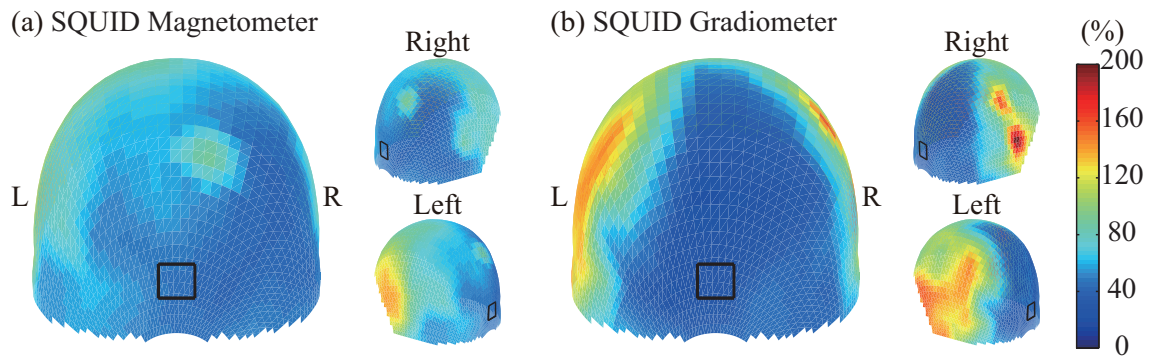 (a) SQUID Magnetometer
Right
L
R
Left
(b) SQUID Gradiometer
Right
L
R
Left
(%)
200
160
120
80
40
0